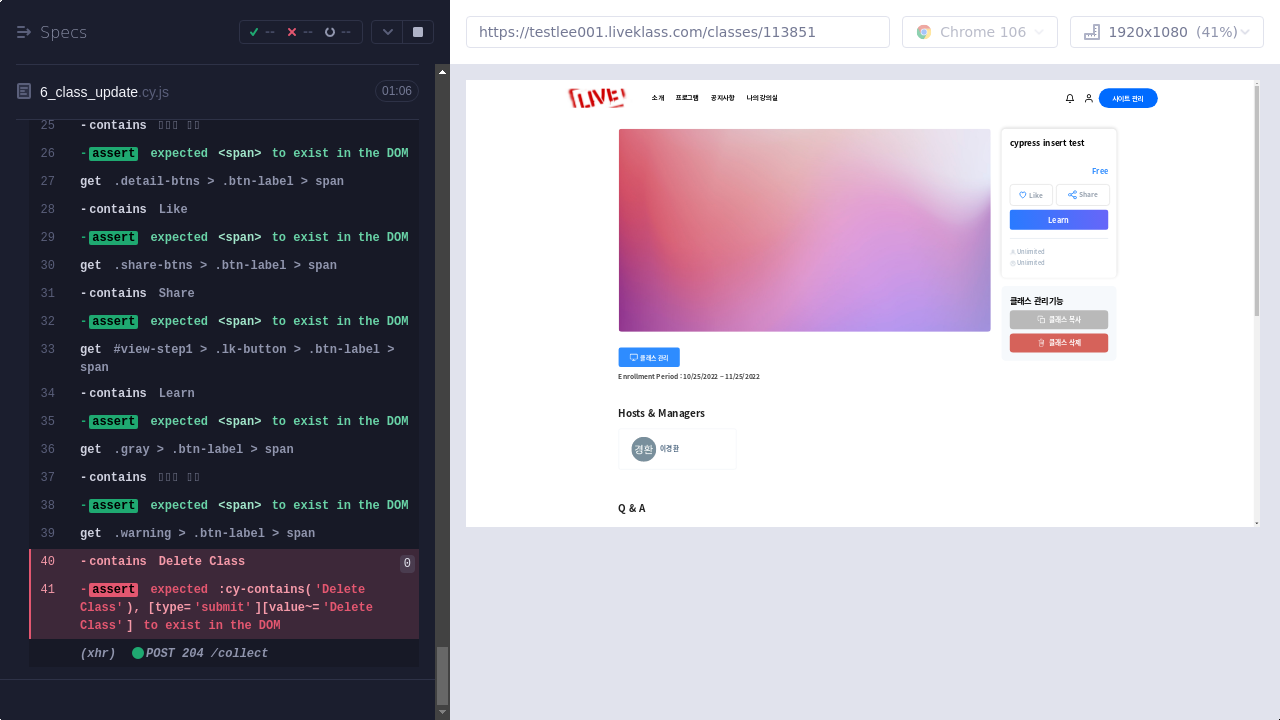 Specs
-- -- --
https://testlee001.liveklass.com/classes/113851
Chrome 106
1920x1080 (41%)
6_class_update.cy.js
01:06
25 -contains
26 -assert expected <span> to exist in the DOM
27 get .detail-btns > .btn-label > span
28 -contains Like
29 -assert expected <span> to exist in the DOM
30 get .share-btns > .btn-label > span
31 -contains Share
32 -assert expected <span> to exist in the DOM
33 get #view-step1 > .lk-button > .btn-label >
span
34 -contains Learn
35 -assert expected <span> to exist in the DOM
36 get .gray > .btn-label > span
37 -contains
38 -assert expected <span> to exist in the DOM
39 get .warning > .btn-label > span
40 -contains Delete Class 0
41 -assert expected :cy-contains('Delete
Class'), [type='submit'][value~='Delete
Class'] to exist in the DOM
(xhr) POST 204 /collect
LIVE!
소개 프로그램 공지사항 나의 강의실
사이트 관리
cypress insert test
Free
Like Share
Learn
Unlimited
Unlimited
클래스 관리기능
클래스 복사
클래스 삭제
클래스 관리
Enrollment Period : 10/25/2022 ~ 11/25/2022
Hosts & Managers
경환 이경환
Q & A